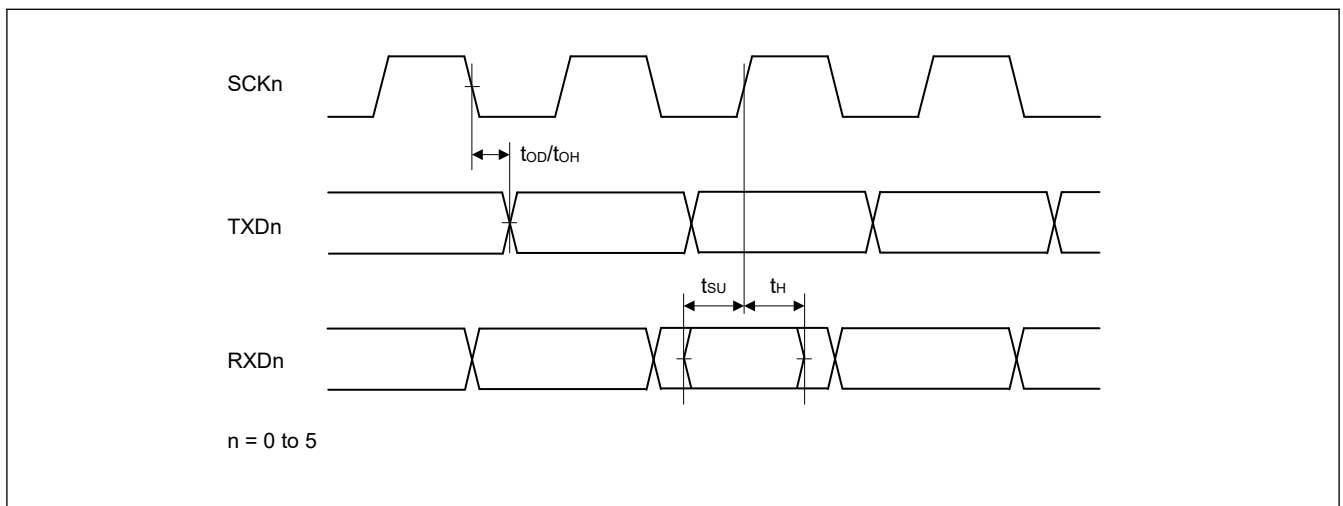 SCKn
tOD/tOH
TXDn
tSU tH
RXDn
n = 0 to 5